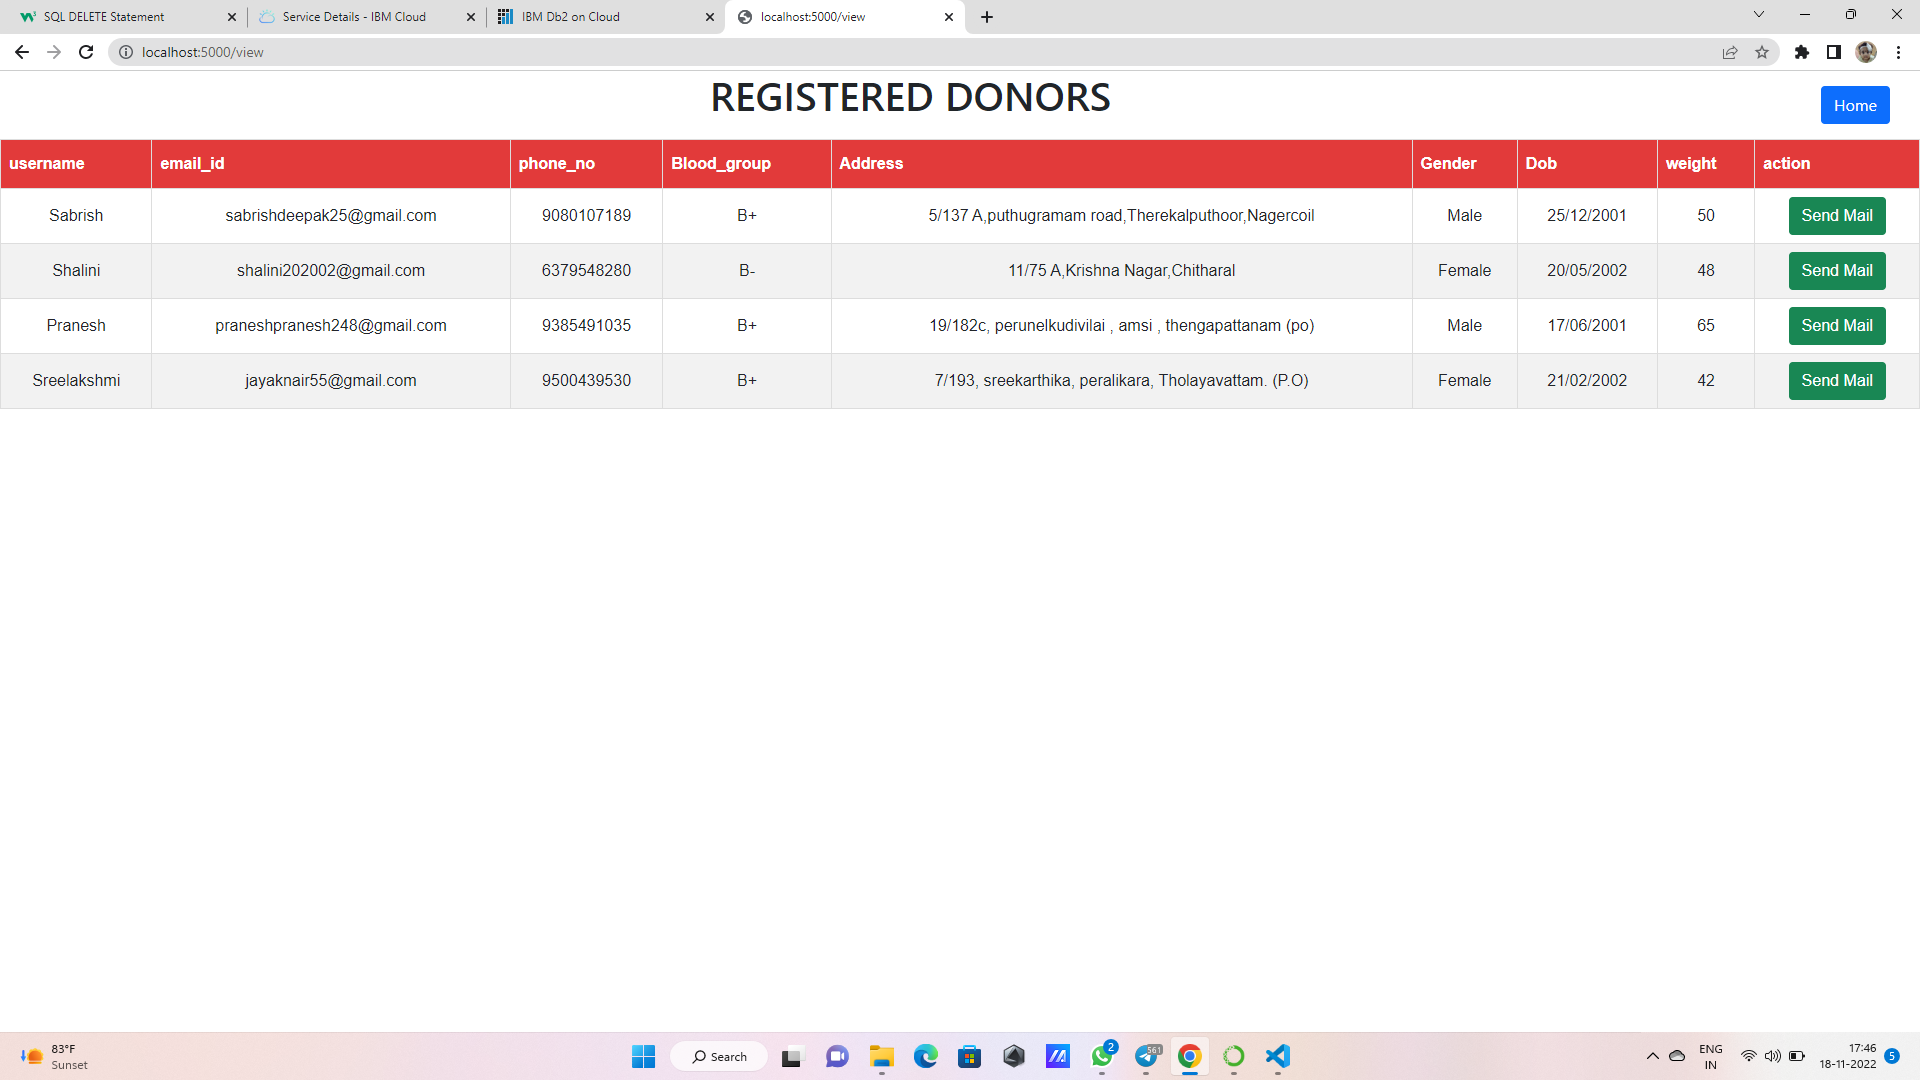 SQL DELETE Statement Service Details - IBM Cloud IBM Db2 on Cloud localhost:5000/view
localhost:5000/view
REGISTERED DONORS
Home
username email_id phone_no Blood_group Address Gender Dob weight action
Sabrish sabrishdeepak25@gmail.com 9080107189 B+ 5/137 A,puthugramam road,Therekalputhoor,Nagercoil Male 25/12/2001 50 Send Mail
Shalini shalini202002@gmail.com 6379548280 B- 11/75 A,Krishna Nagar,Chitharal Female 20/05/2002 48 Send Mail
Pranesh praneshpranesh248@gmail.com 9385491035 B+ 19/182c, perunelkudivilai , amsi , thengapattanam (po) Male 17/06/2001 65 Send Mail
Sreelakshmi jayaknair55@gmail.com 9500439530 B+ 7/193, sreekarthika, peralikara, Tholayavattam. (P.O) Female 21/02/2002 42 Send Mail
83°F
Sunset
Search
2
561
ENG
IN
17:46
18-11-2022
5